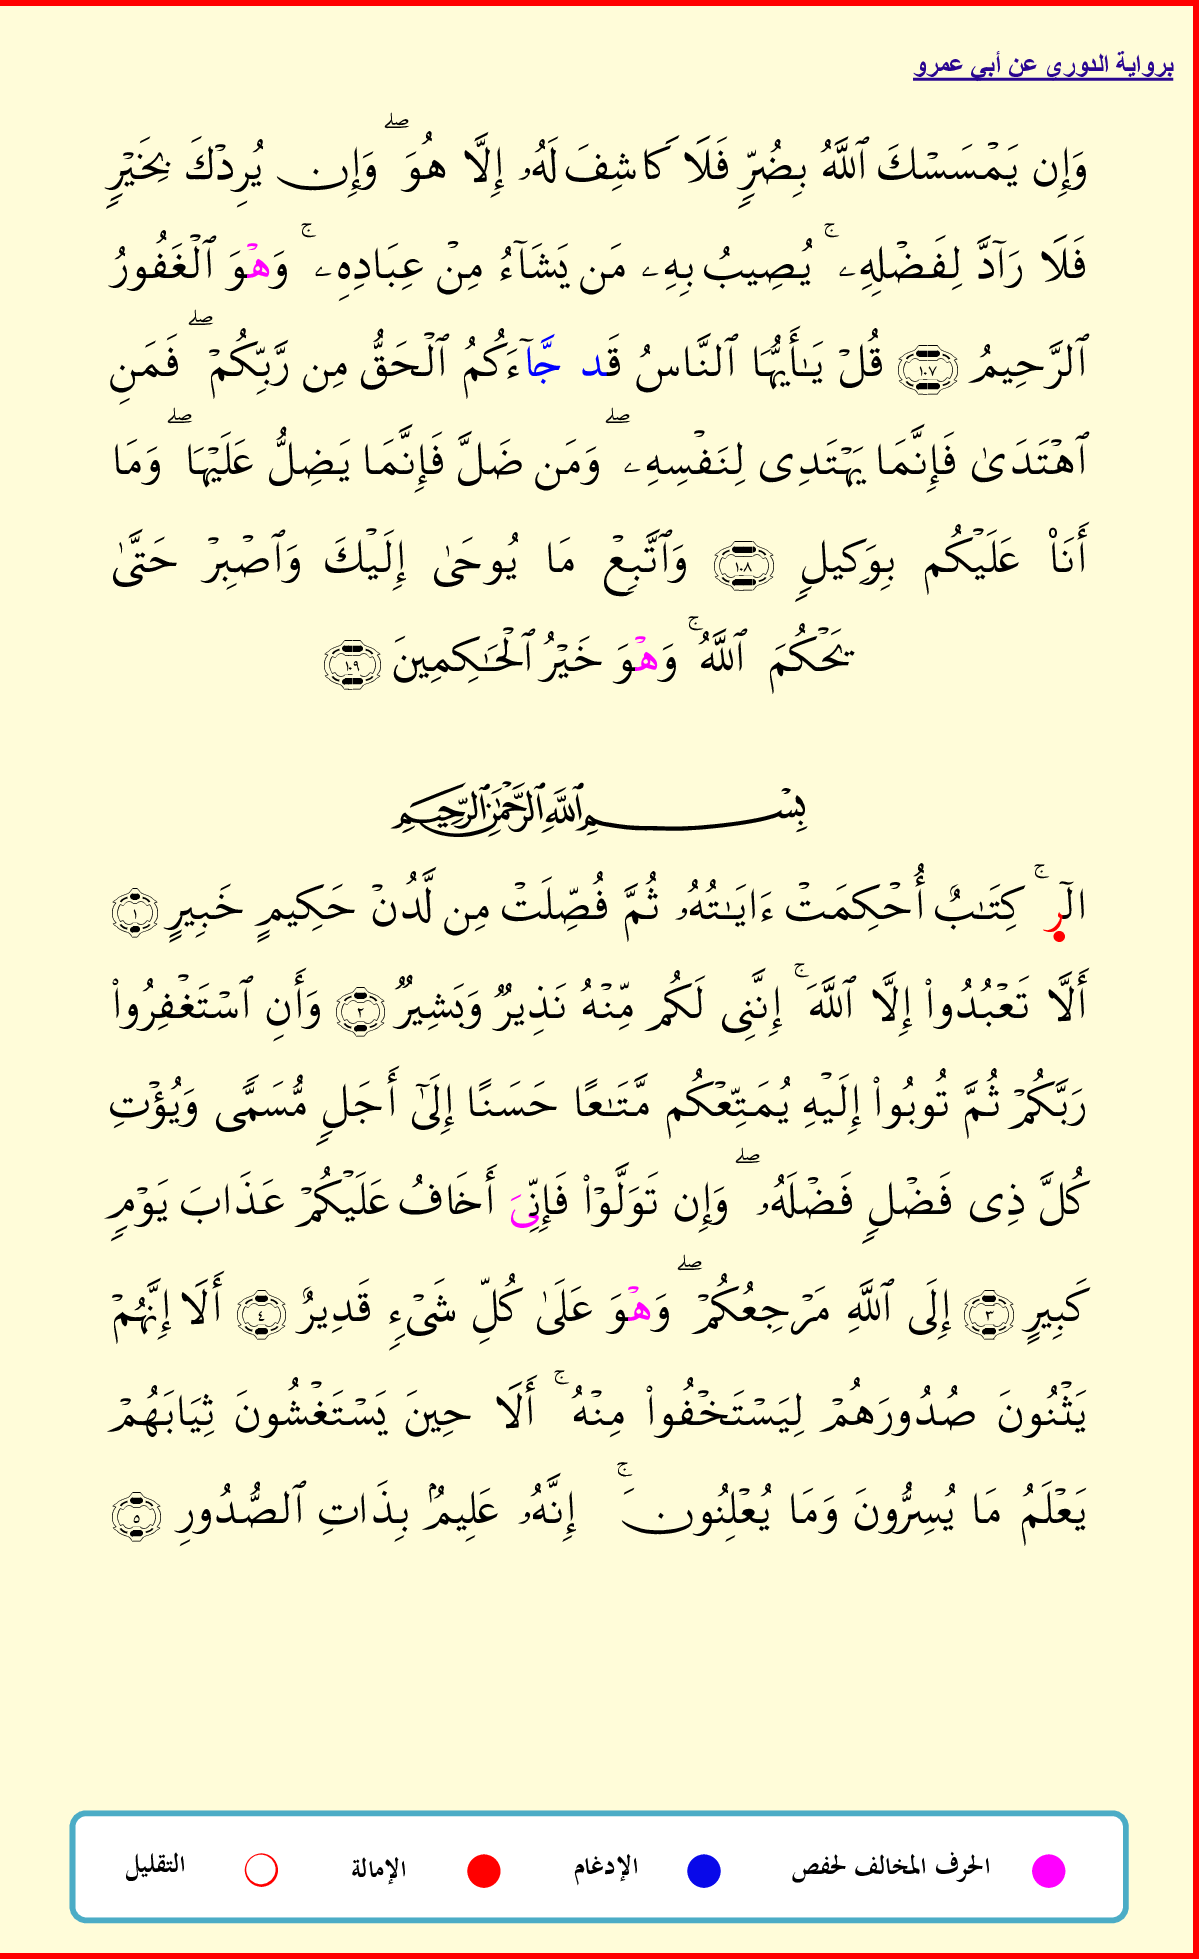 برواية الدوري عن أبي عمرو
وَإِن يَمْسَسْكَ ٱللَّهُ بِضُرٍّ فَلَا كَاشِفَ لَهُۥ إِلَّا هُوَ ۖ وَإِن يُرِدْكَ بِخَيْرٍ
فَلَا رَآدَّ لِفَضْلِهِۦ ۚ يُصِيبُ بِهِۦ مَن يَشَآءُ مِنْ عِبَادِهِۦ ۚ وَهْوَ ٱلْغَفُورُ
ٱلرَّحِيمُ ١٠٧ قُلْ يَـٰٓأَيُّهَا ٱلنَّاسُ قَد جَّآءَكُمُ ٱلْحَقُّ مِن رَّبِّكُمْ ۖ فَمَنِ
ٱهْتَدَىٰ فَإِنَّمَا يَهْتَدِى لِنَفْسِهِۦ ۖ وَمَن ضَلَّ فَإِنَّمَا يَضِلُّ عَلَيْهَا ۖ وَمَا
أَنَا۠ عَلَيْكُم بِوَكِيلٍ ١٠٨ وَٱتَّبِعْ مَا يُوحَىٰ إِلَيْكَ وَٱصْبِرْ حَتَّىٰ
يَحْكُمَ ٱللَّهُ ۚ وَهْوَ خَيْرُ ٱلْحَـٰكِمِينَ ١٠٩
بِسْمِ ٱللَّهِ ٱلرَّحْمَـٰنِ ٱلرَّحِيمِ
الٓر ۚ كِتَـٰبٌ أُحْكِمَتْ ءَايَـٰتُهُۥ ثُمَّ فُصِّلَتْ مِن لَّدُنْ حَكِيمٍ خَبِيرٍ ١
أَلَّا تَعْبُدُوا۟ إِلَّا ٱللَّهَ ۚ إِنَّنِى لَكُم مِّنْهُ نَذِيرٌ وَبَشِيرٌ ٢ وَأَنِ ٱسْتَغْفِرُوا۟
رَبَّكُمْ ثُمَّ تُوبُوا۟ إِلَيْهِ يُمَتِّعْكُم مَّتَـٰعًا حَسَنًا إِلَىٰٓ أَجَلٍ مُّسَمًّى وَيُؤْتِ
كُلَّ ذِى فَضْلٍ فَضْلَهُۥ ۖ وَإِن تَوَلَّوْا۟ فَإِنِّىَ أَخَافُ عَلَيْكُمْ عَذَابَ يَوْمٍ
كَبِيرٍ ٣ إِلَى ٱللَّهِ مَرْجِعُكُمْ ۖ وَهْوَ عَلَىٰ كُلِّ شَىْءٍ قَدِيرٌ ٤ أَلَا إِنَّهُمْ
يَثْنُونَ صُدُورَهُمْ لِيَسْتَخْفُوا۟ مِنْهُ ۚ أَلَا حِينَ يَسْتَغْشُونَ ثِيَابَهُمْ
يَعْلَمُ مَا يُسِرُّونَ وَمَا يُعْلِنُونَ ۚ إِنَّهُۥ عَلِيمٌۢ بِذَاتِ ٱلصُّدُورِ ٥
الحرف المخالف لحفص الإدغام الإمالة التقليل